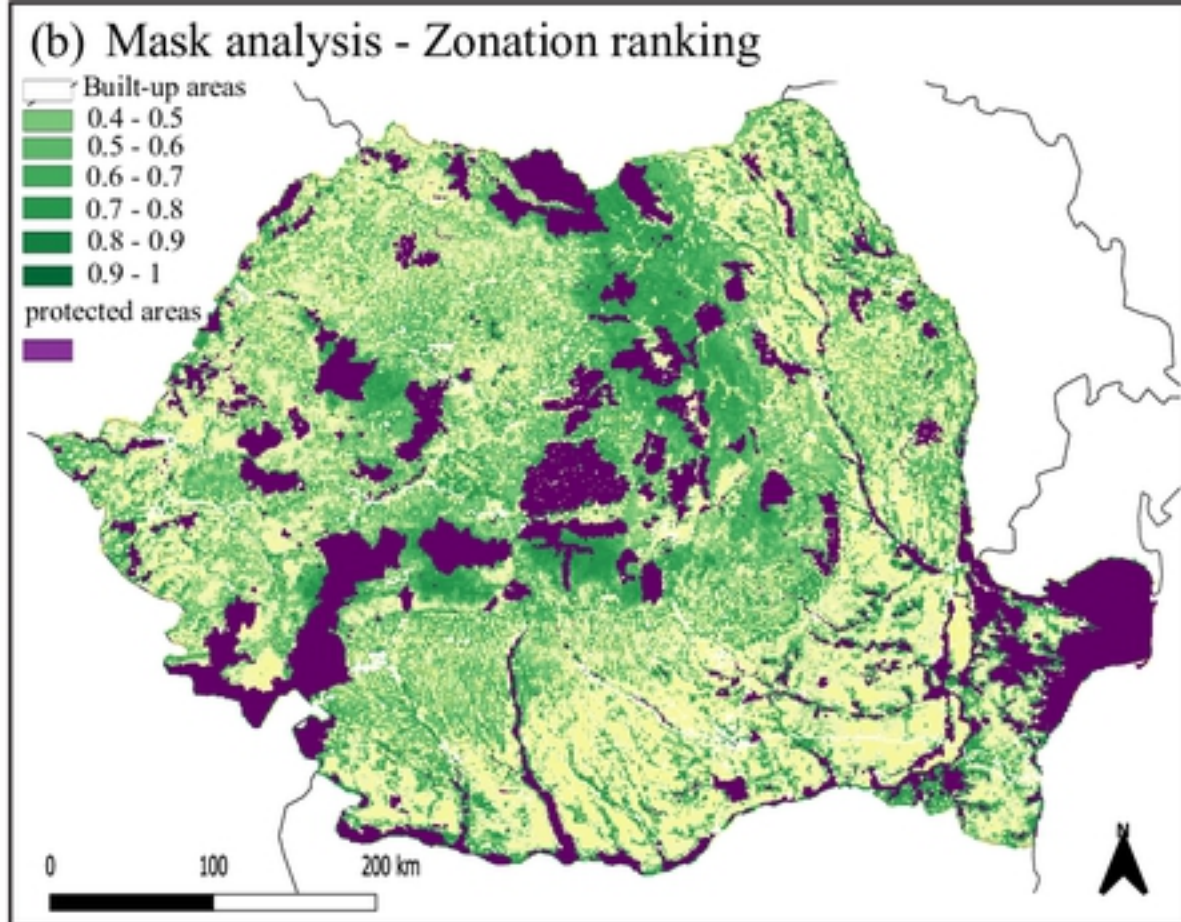 (b) Mask analysis - Zonation ranking
Built-up areas
0.4 - 0.5
0.5 - 0.6
0.6 - 0.7
0.7 - 0.8
0.8 - 0.9
0.9 - 1
protected areas
N
0 100 200 km